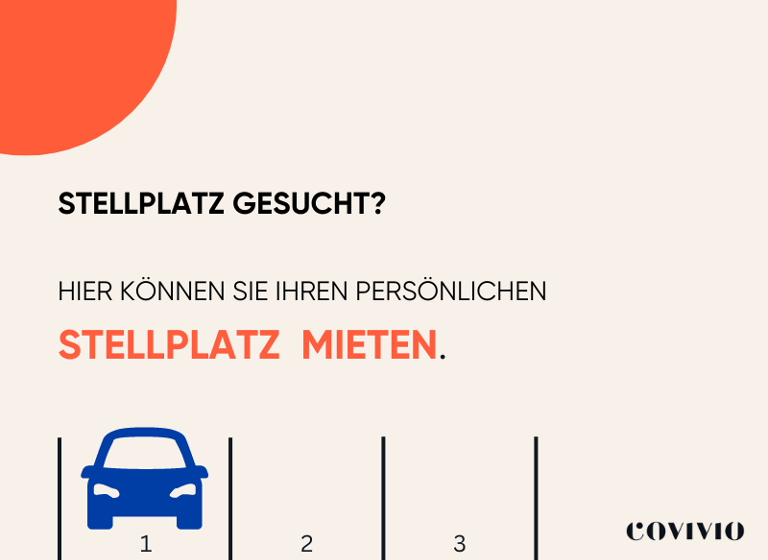 STELLPLATZ GESUCHT?
HIER KÖNNEN SIE IHREN PERSÖNLICHEN
STELLPLATZ MIETEN.
1 2 3
COVIVIO